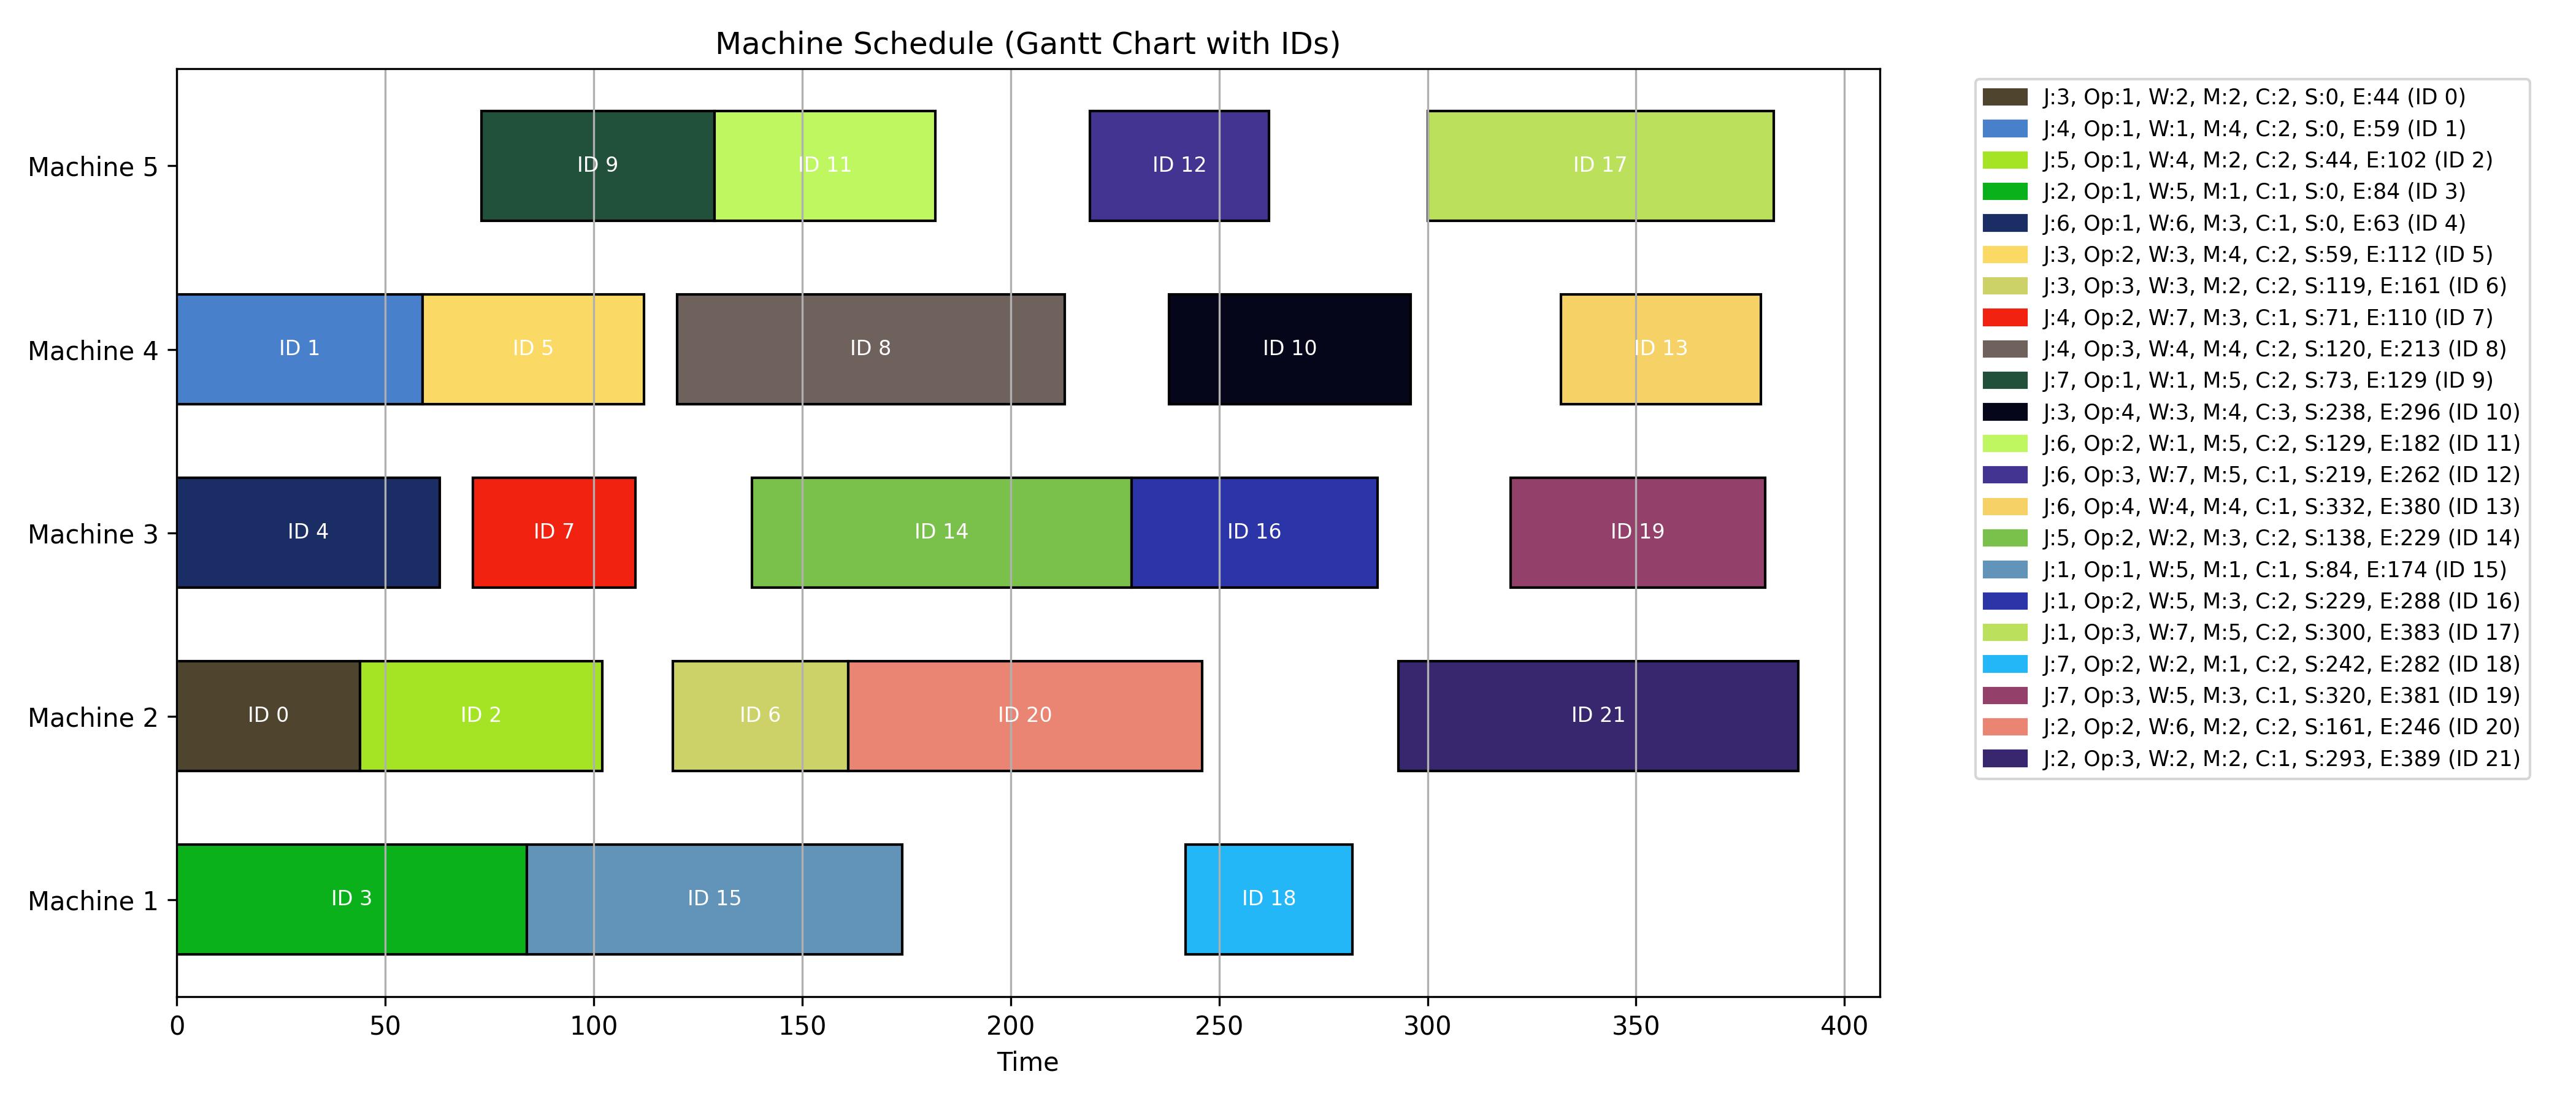 Machine Schedule (Gantt Chart with IDs)
Machine 5
ID 9
ID 11
ID 12
ID 17
Machine 4
ID 1
ID 5
ID 8
ID 10
ID 13
Machine 3
ID 4
ID 7
ID 14
ID 16
ID 19
Machine 2
ID 0
ID 2
ID 6
ID 20
ID 21
Machine 1
ID 3
ID 15
ID 18
0 50 100 150 200 250 300 350 400
Time
J:3, Op:1, W:2, M:2, C:2, S:0, E:44 (ID 0)
J:4, Op:1, W:1, M:4, C:2, S:0, E:59 (ID 1)
J:5, Op:1, W:4, M:2, C:2, S:44, E:102 (ID 2)
J:2, Op:1, W:5, M:1, C:1, S:0, E:84 (ID 3)
J:6, Op:1, W:6, M:3, C:1, S:0, E:63 (ID 4)
J:3, Op:2, W:3, M:4, C:2, S:59, E:112 (ID 5)
J:3, Op:3, W:3, M:2, C:2, S:119, E:161 (ID 6)
J:4, Op:2, W:7, M:3, C:1, S:71, E:110 (ID 7)
J:4, Op:3, W:4, M:4, C:2, S:120, E:213 (ID 8)
J:7, Op:1, W:1, M:5, C:2, S:73, E:129 (ID 9)
J:3, Op:4, W:3, M:4, C:3, S:238, E:296 (ID 10)
J:6, Op:2, W:1, M:5, C:2, S:129, E:182 (ID 11)
J:6, Op:3, W:7, M:5, C:1, S:219, E:262 (ID 12)
J:6, Op:4, W:4, M:4, C:1, S:332, E:380 (ID 13)
J:5, Op:2, W:2, M:3, C:2, S:138, E:229 (ID 14)
J:1, Op:1, W:5, M:1, C:1, S:84, E:174 (ID 15)
J:1, Op:2, W:5, M:3, C:2, S:229, E:288 (ID 16)
J:1, Op:3, W:7, M:5, C:2, S:300, E:383 (ID 17)
J:7, Op:2, W:2, M:1, C:2, S:242, E:282 (ID 18)
J:7, Op:3, W:5, M:3, C:1, S:320, E:381 (ID 19)
J:2, Op:2, W:6, M:2, C:2, S:161, E:246 (ID 20)
J:2, Op:3, W:2, M:2, C:1, S:293, E:389 (ID 21)